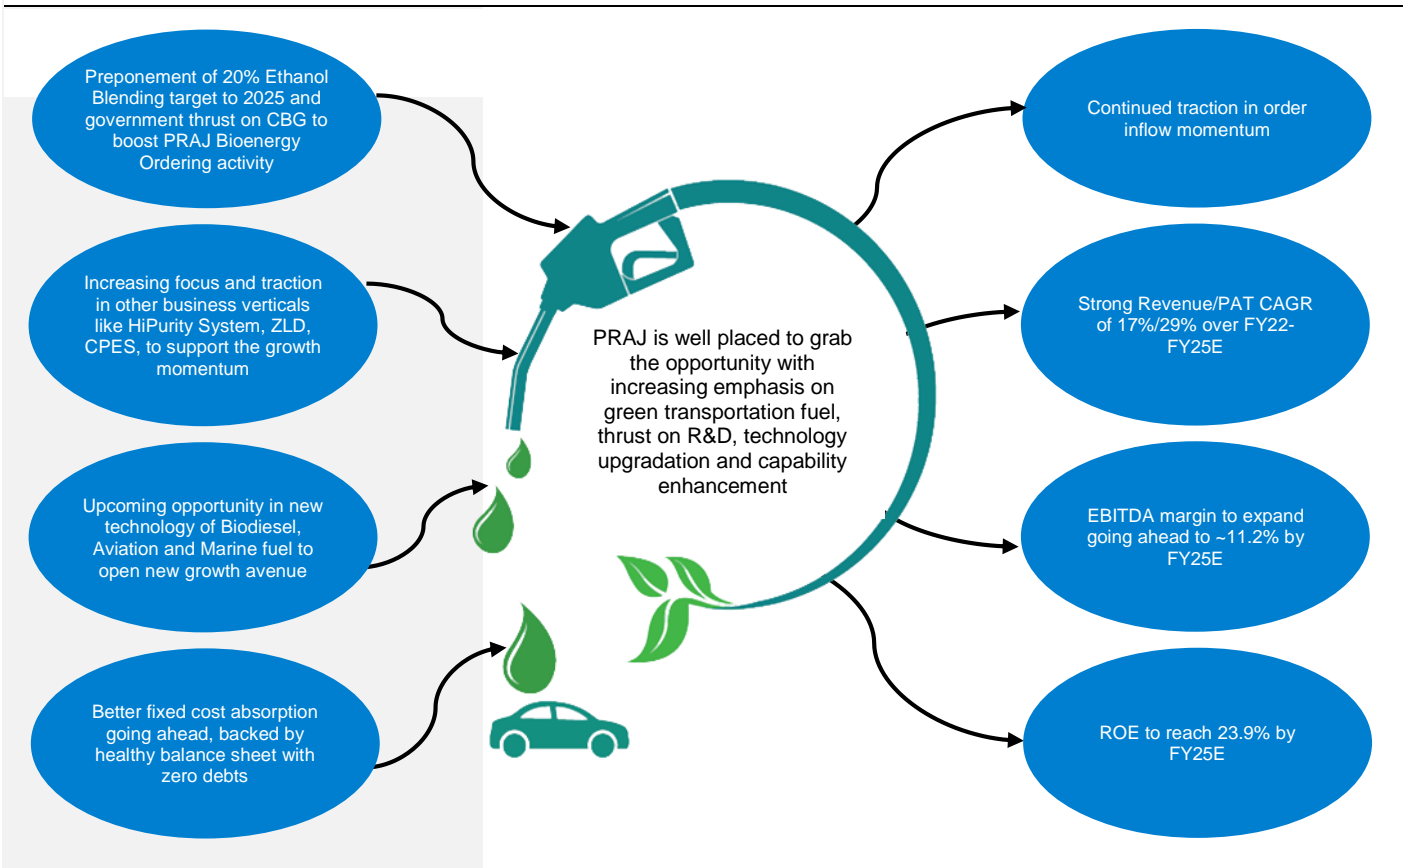 Preponement of 20% Ethanol
Blending target to 2025 and
government thrust on CBG to
boost PRAJ Bioenergy
Ordering activity
Increasing focus and traction
in other business verticals
like HiPurity System, ZLD,
CPES, to support the growth
momentum
Upcoming opportunity in new
technology of Biodiesel,
Aviation and Marine fuel to
open new growth avenue
Better fixed cost absorption
going ahead, backed by
healthy balance sheet with
zero debts
PRAJ is well placed to grab
the opportunity with
increasing emphasis on
green transportation fuel,
thrust on R&D, technology
upgradation and capability
enhancement
Continued traction in order
inflow momentum
Strong Revenue/PAT CAGR
of 17%/29% over FY22-
FY25E
EBITDA margin to expand
going ahead to ~11.2% by
FY25E
ROE to reach 23.9% by
FY25E